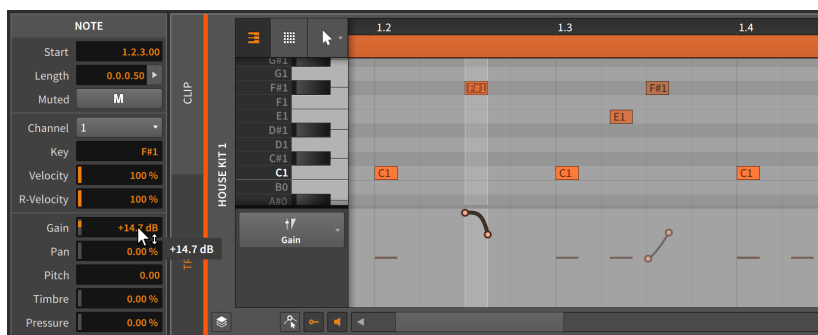 NOTE
Start 1.2.3.00
Length 0.0.0.50
Muted M
Channel 1
Key F#1
Velocity 100 %
R-Velocity 100 %
Gain +14.7 dB
Pan 0.00 %
Pitch 0.00
Timbre 0.00 %
Pressure 0.00 %
+14.7 dB
CLIP
HOUSE KIT 1
1.2 1.3 1.4
G#1
G1
F#1 F#1 F#1
F1
E1 E1
D#1
D1
C#1
C1 C1 C1 C1
B0
A#0
Gain